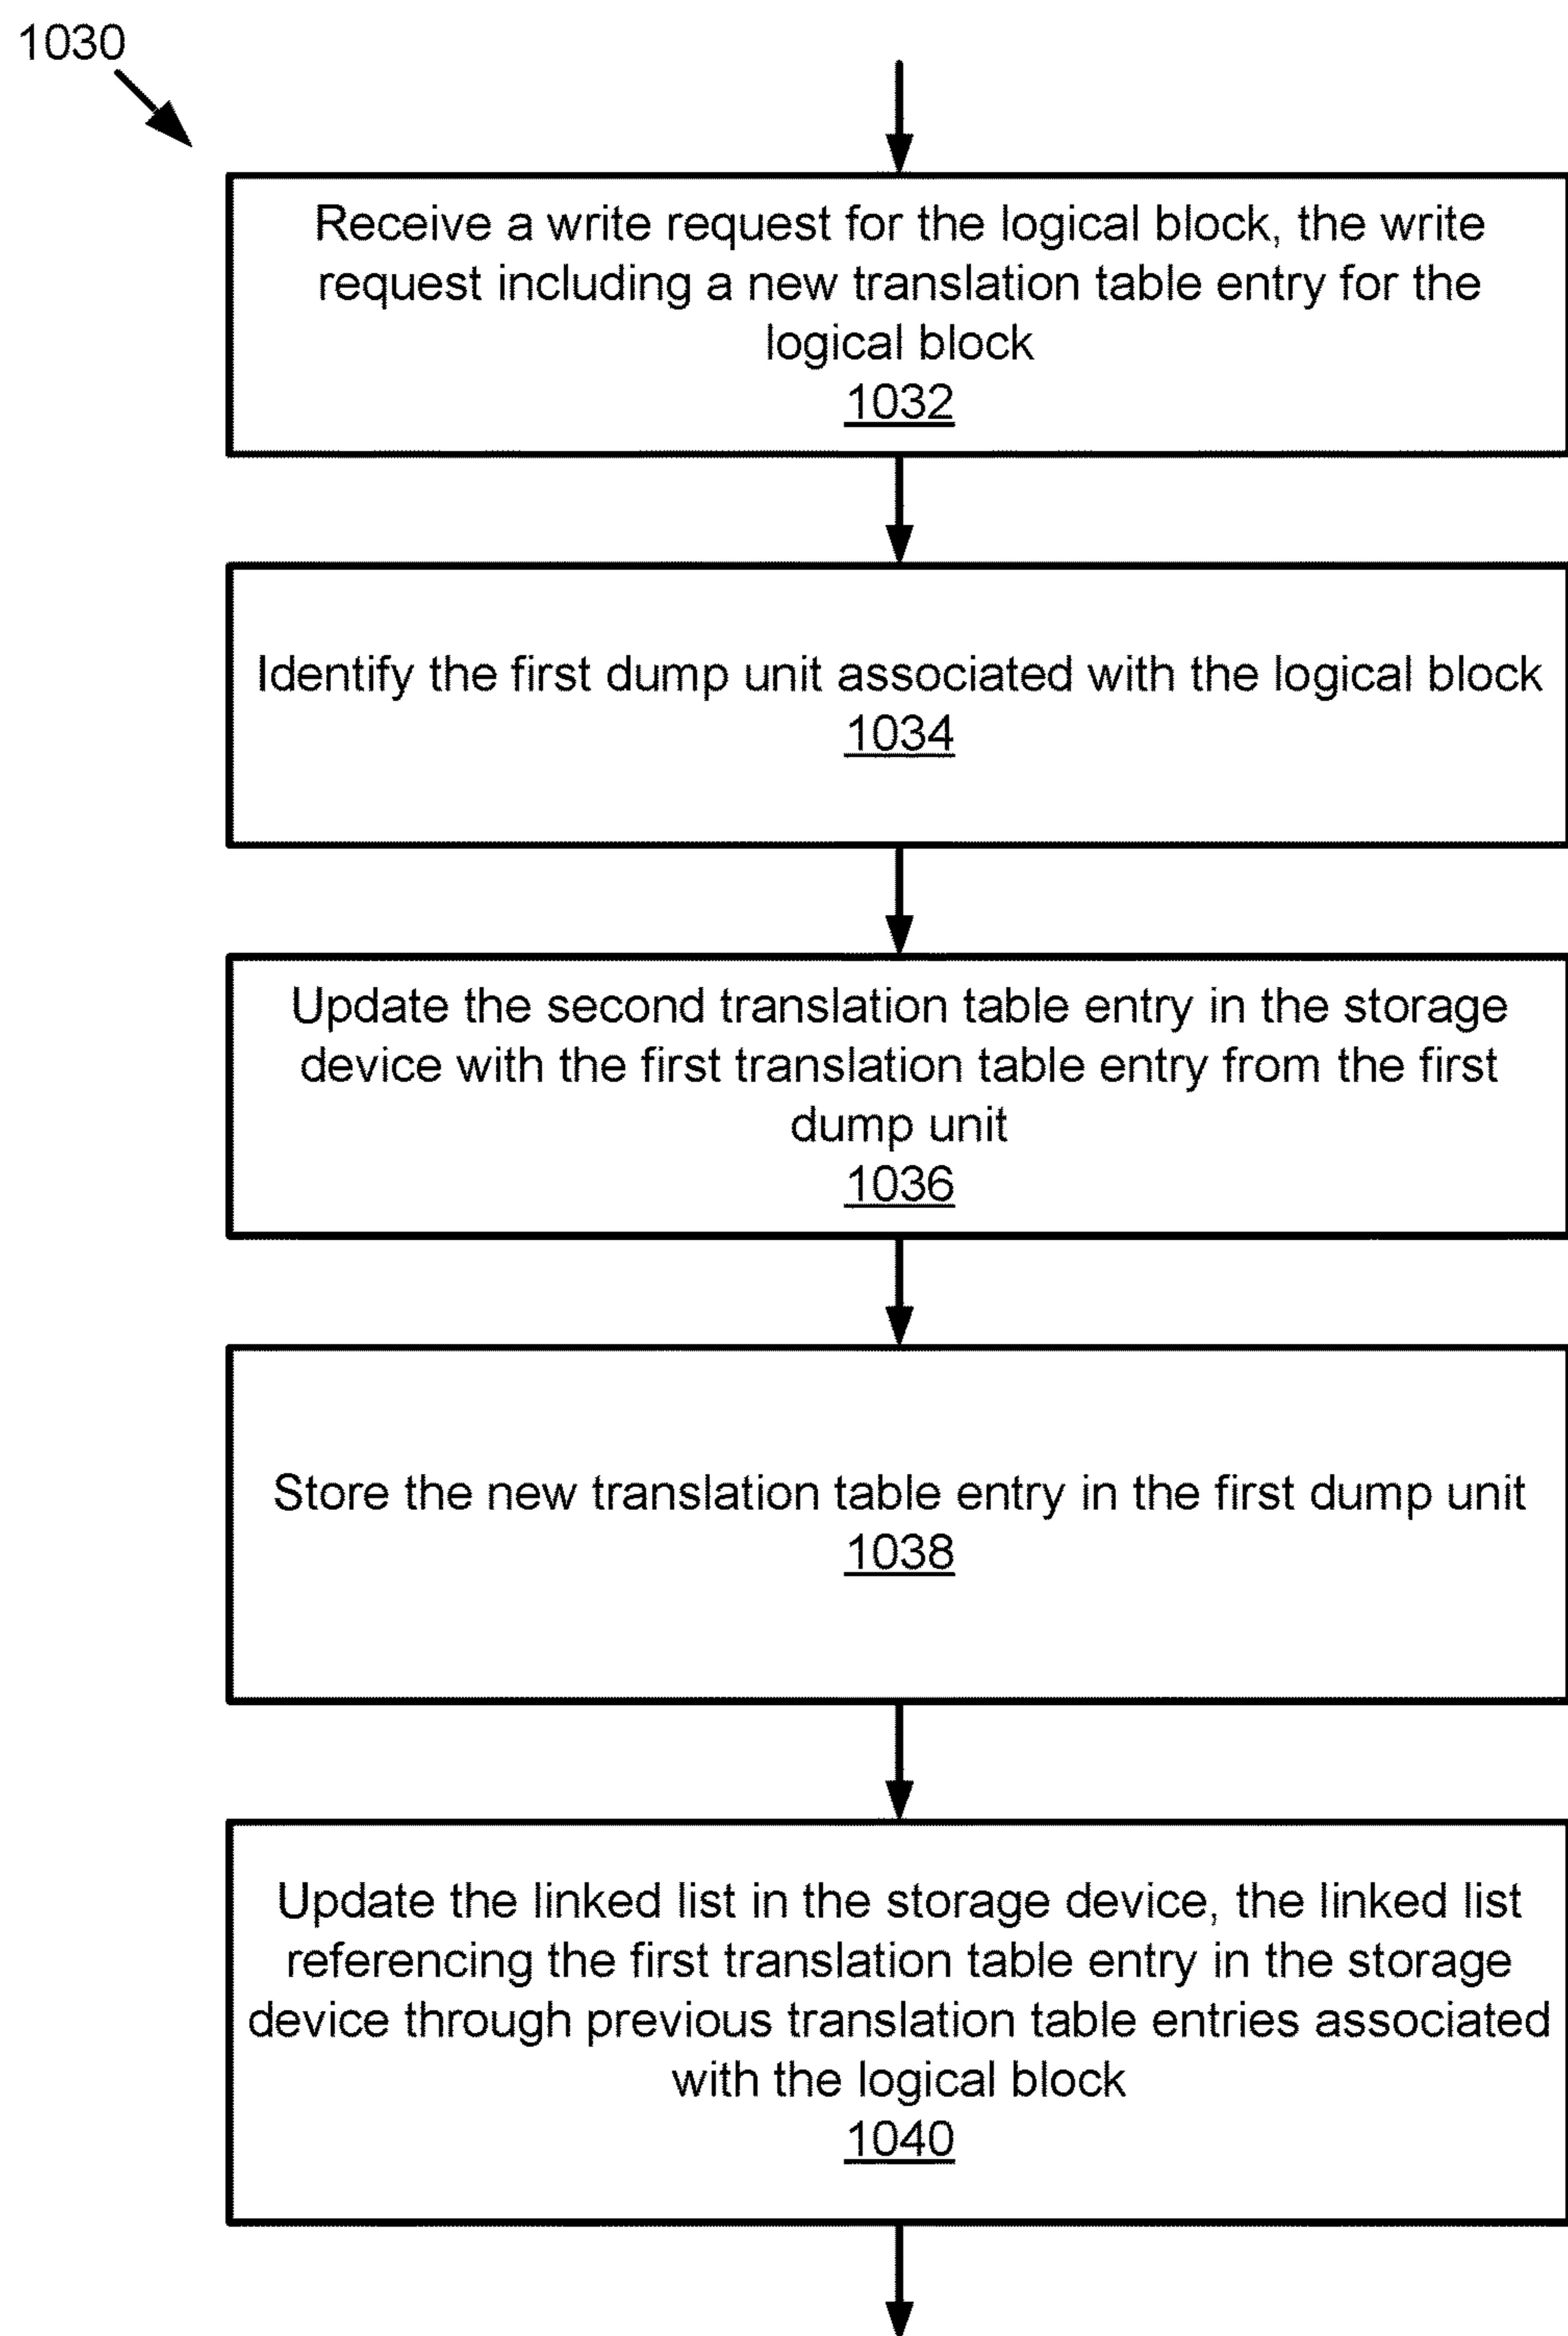 1030
Receive a write request for the logical block, the write
request including a new translation table entry for the
logical block
1032
Identify the first dump unit associated with the logical block
1034
Update the second translation table entry in the storage
device with the first translation table entry from the first
dump unit
1036
Store the new translation table entry in the first dump unit
1038
Update the linked list in the storage device, the linked list
referencing the first translation table entry in the storage
device through previous translation table entries associated
with the logical block
1040